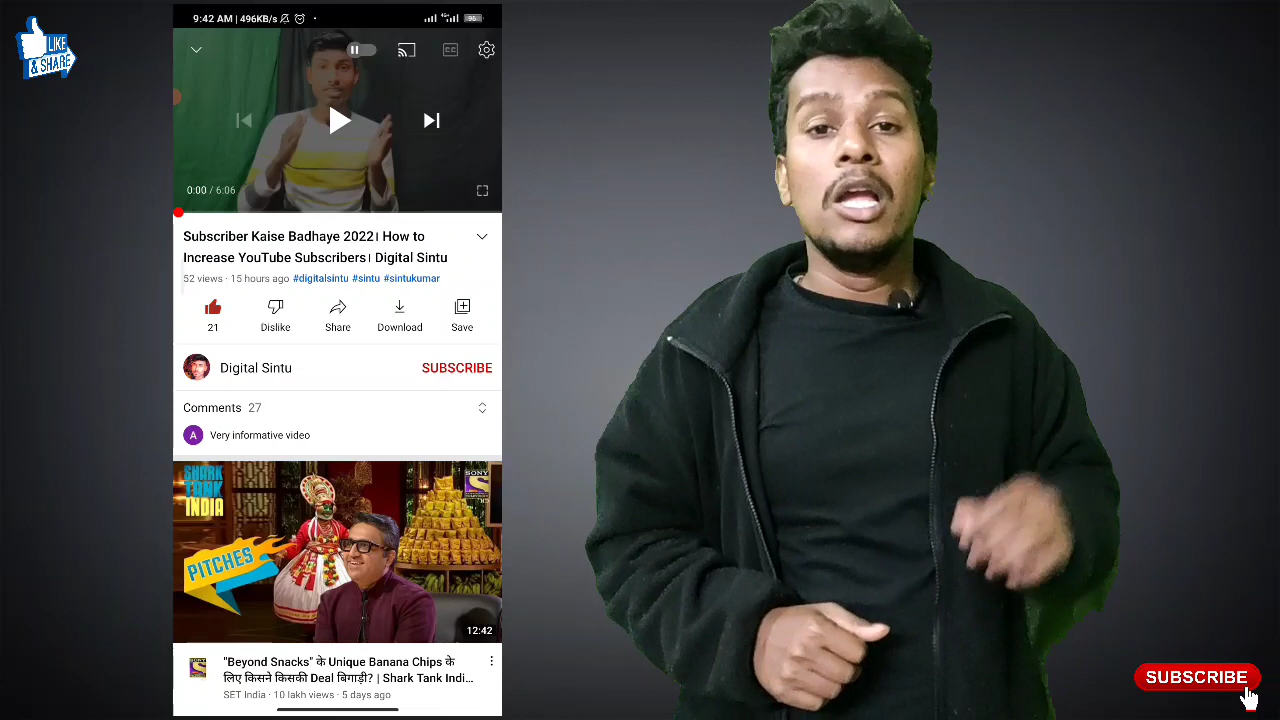 LIKE
& SHARE
9:42 AM | 496KB/s
4G+
96
CC
0:00 / 6:06
Subscriber Kaise Badhaye 2022। How to
Increase YouTube Subscribers। Digital Sintu
52 views · 15 hours ago #digitalsintu #sintu #sintukumar
21 Dislike Share Download Save
Digital Sintu SUBSCRIBE
Comments 27
A Very informative video
SHARK
TANK
INDIA
SONY
PITCHES
12:42
"Beyond Snacks" के Unique Banana Chips के
लिए किसने किसकी Deal बिगाड़ी? | Shark Tank Indi...
SET India · 10 lakh views · 5 days ago
SUBSCRIBE